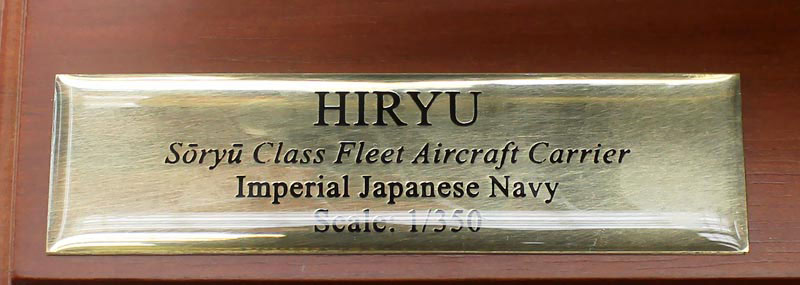 HIRYU
Sōryū Class Fleet Aircraft Carrier
Imperial Japanese Navy
Scale: 1/350